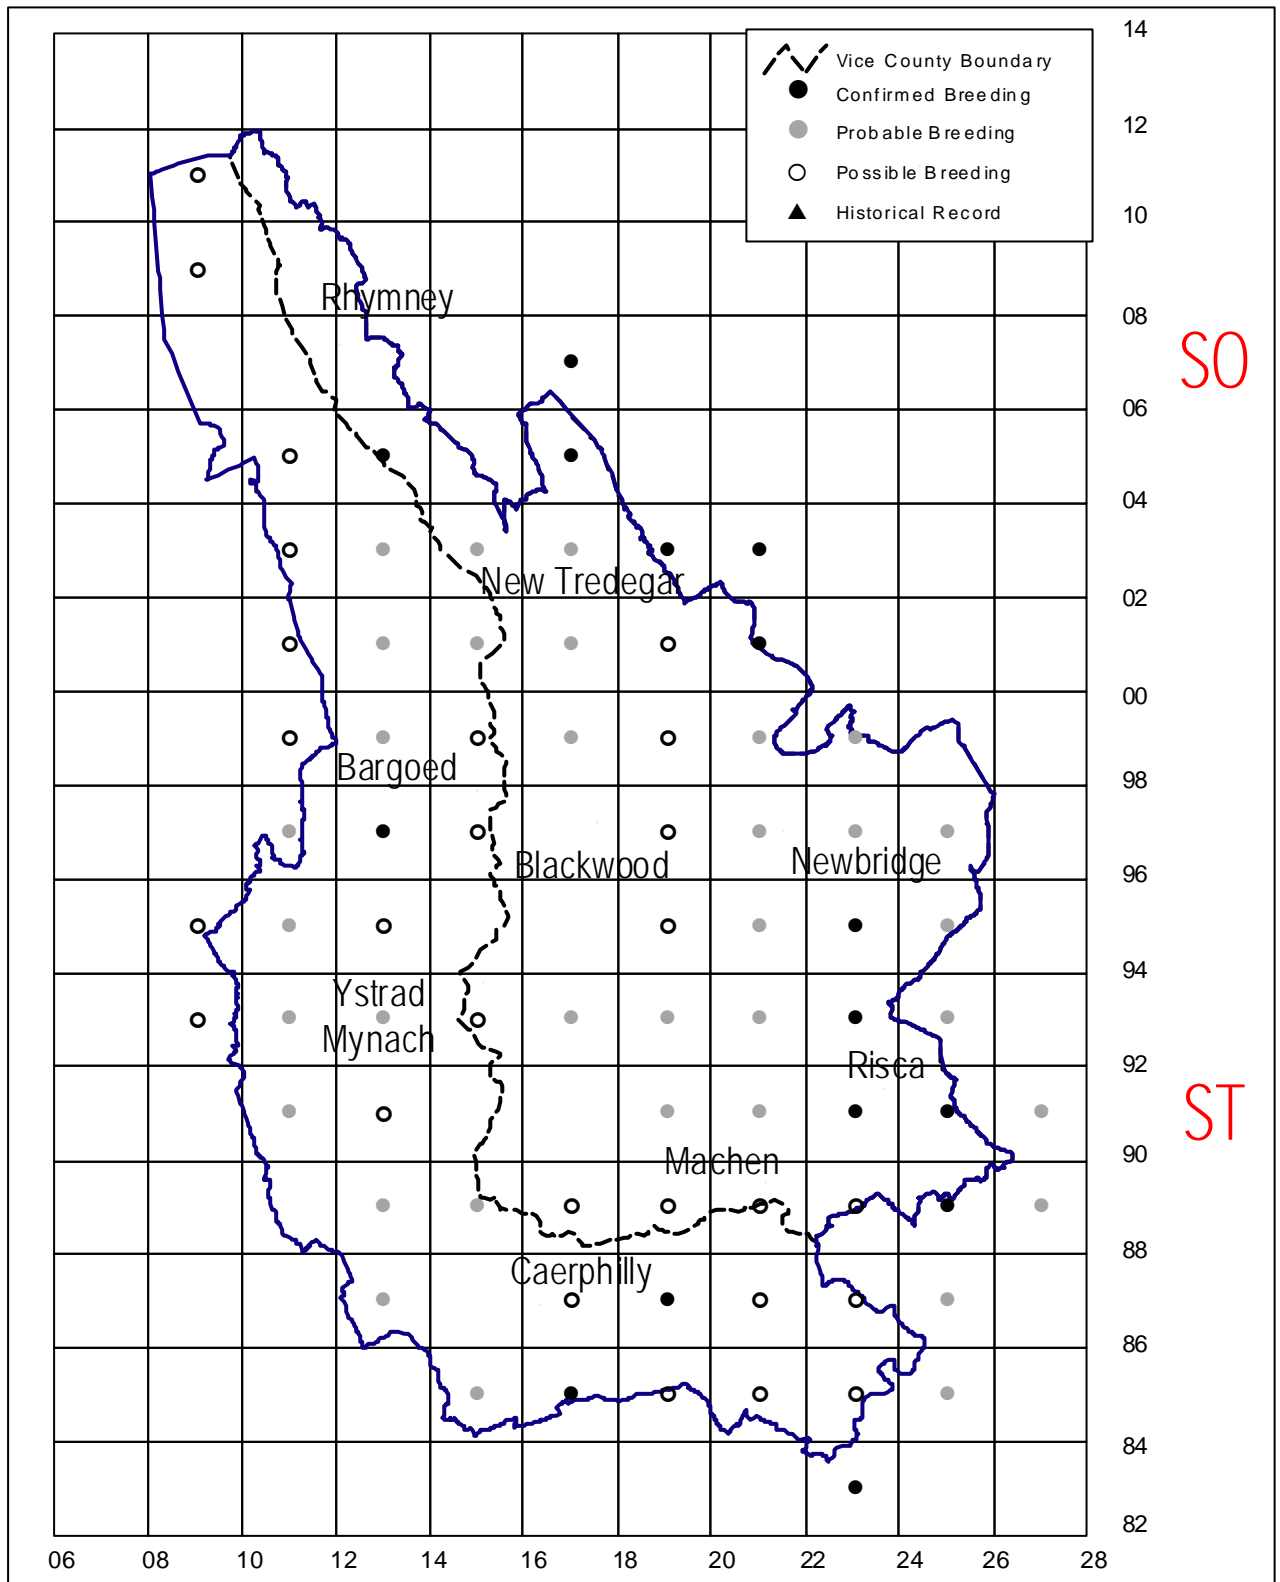 14
Vice County Boundary
Confirmed Breeding
Probable Breeding
Possible Breeding
Historical Record
12
10
Rhymney
08
SO
06
04
New Tredegar
02
00
Bargoed
98
Blackwood
Newbridge
96
94
Ystrad
Mynach
Risca
92
ST
Machen
90
Caerphilly
88
86
84
82
06 08 10 12 14 16 18 20 22 24 26 28